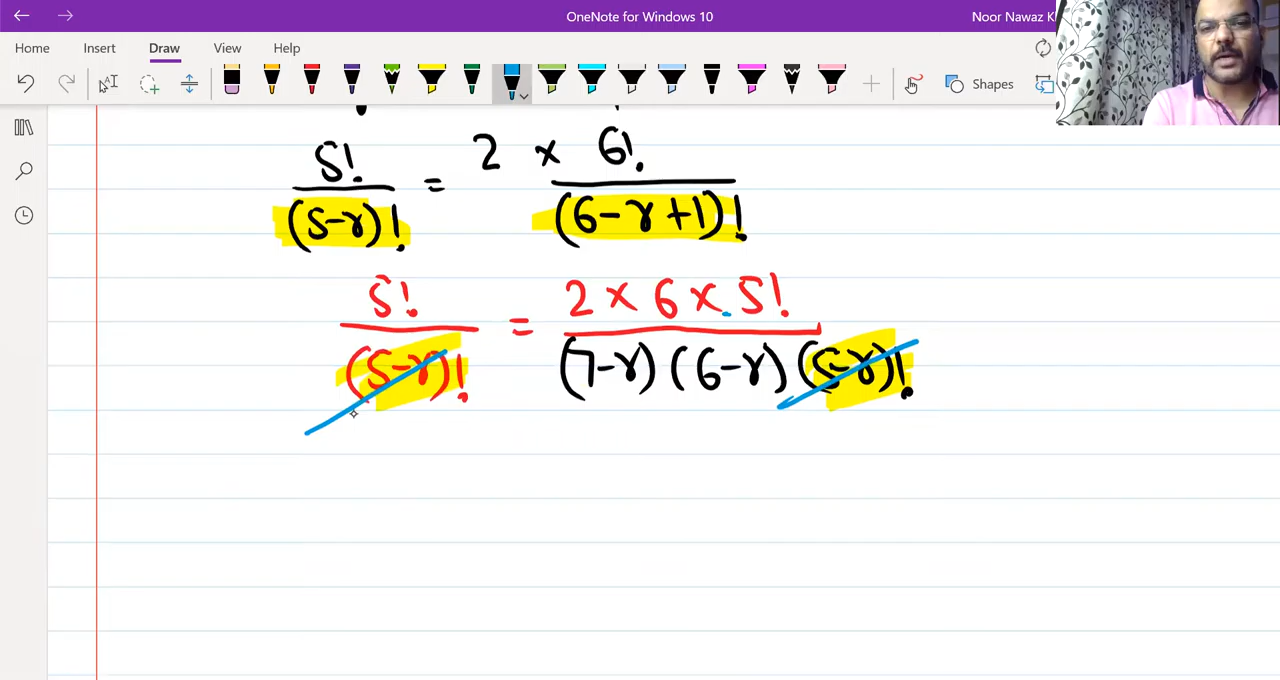 OneNote for Windows 10
Noor Nawaz
Home Insert Draw View Help
Shapes
5! / (5-r)! = 2 × 6! / (6-r+1)!
5! / (5-r)! = 2 × 6 × 5! / (7-r)(6-r)(5-r)!